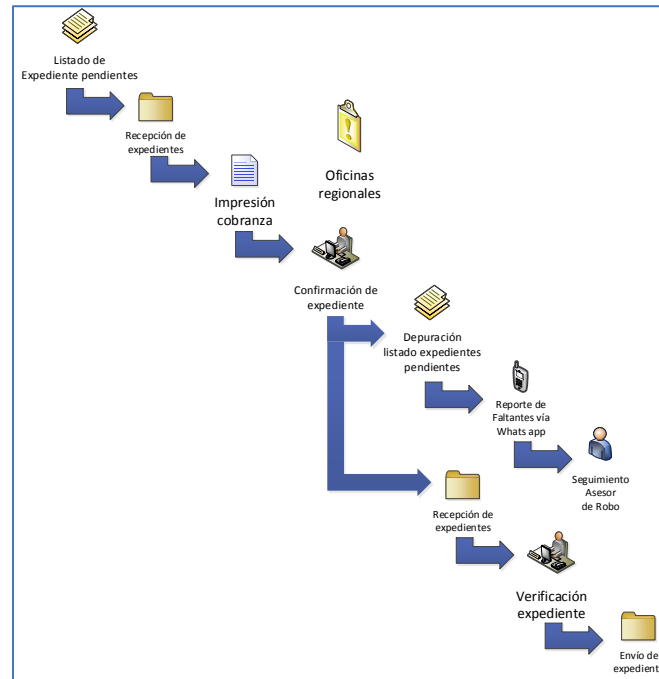 Listado de
Expediente pendientes
Recepción de
expedientes
Oficinas
regionales
Impresión
cobranza
Confirmación de
expediente
Depuración
listado expedientes
pendientes
Reporte de
Faltantes vía
Whats app
Seguimiento
Asesor
de Robo
Recepción de
expedientes
Verificación
expediente
Envío de
expedient